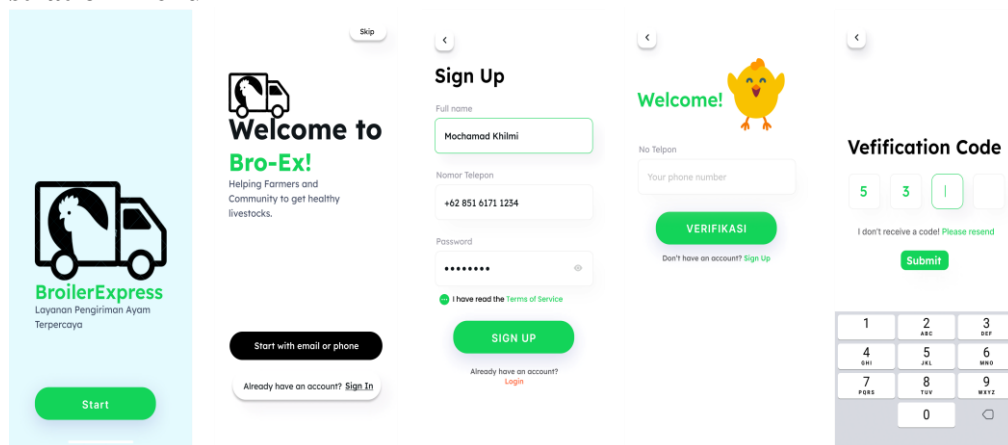 BroilerExpress
Layanan Pengiriman Ayam
Terpercaya
Start
Skip
Welcome to
Bro-Ex!
Helping Farmers and
Community to get healthy
livestocks.
Start with email or phone
Already have an account? Sign In
Sign Up
Full name
Mochamad Khilmi
Nomor Telepon
+62 851 6171 1234
Password
I have read the Terms of Service
SIGN UP
Already have an account?
Login
Welcome!
No Telpon
Your phone number
VERIFIKASI
Don't have an account? Sign Up
Vefification Code
5 3
I don't receive a code! Please resend
Submit
1 2 3
ABC DEF
4 5 6
GHI JKL MNO
7 8 9
PQRS TUV WXYZ
0